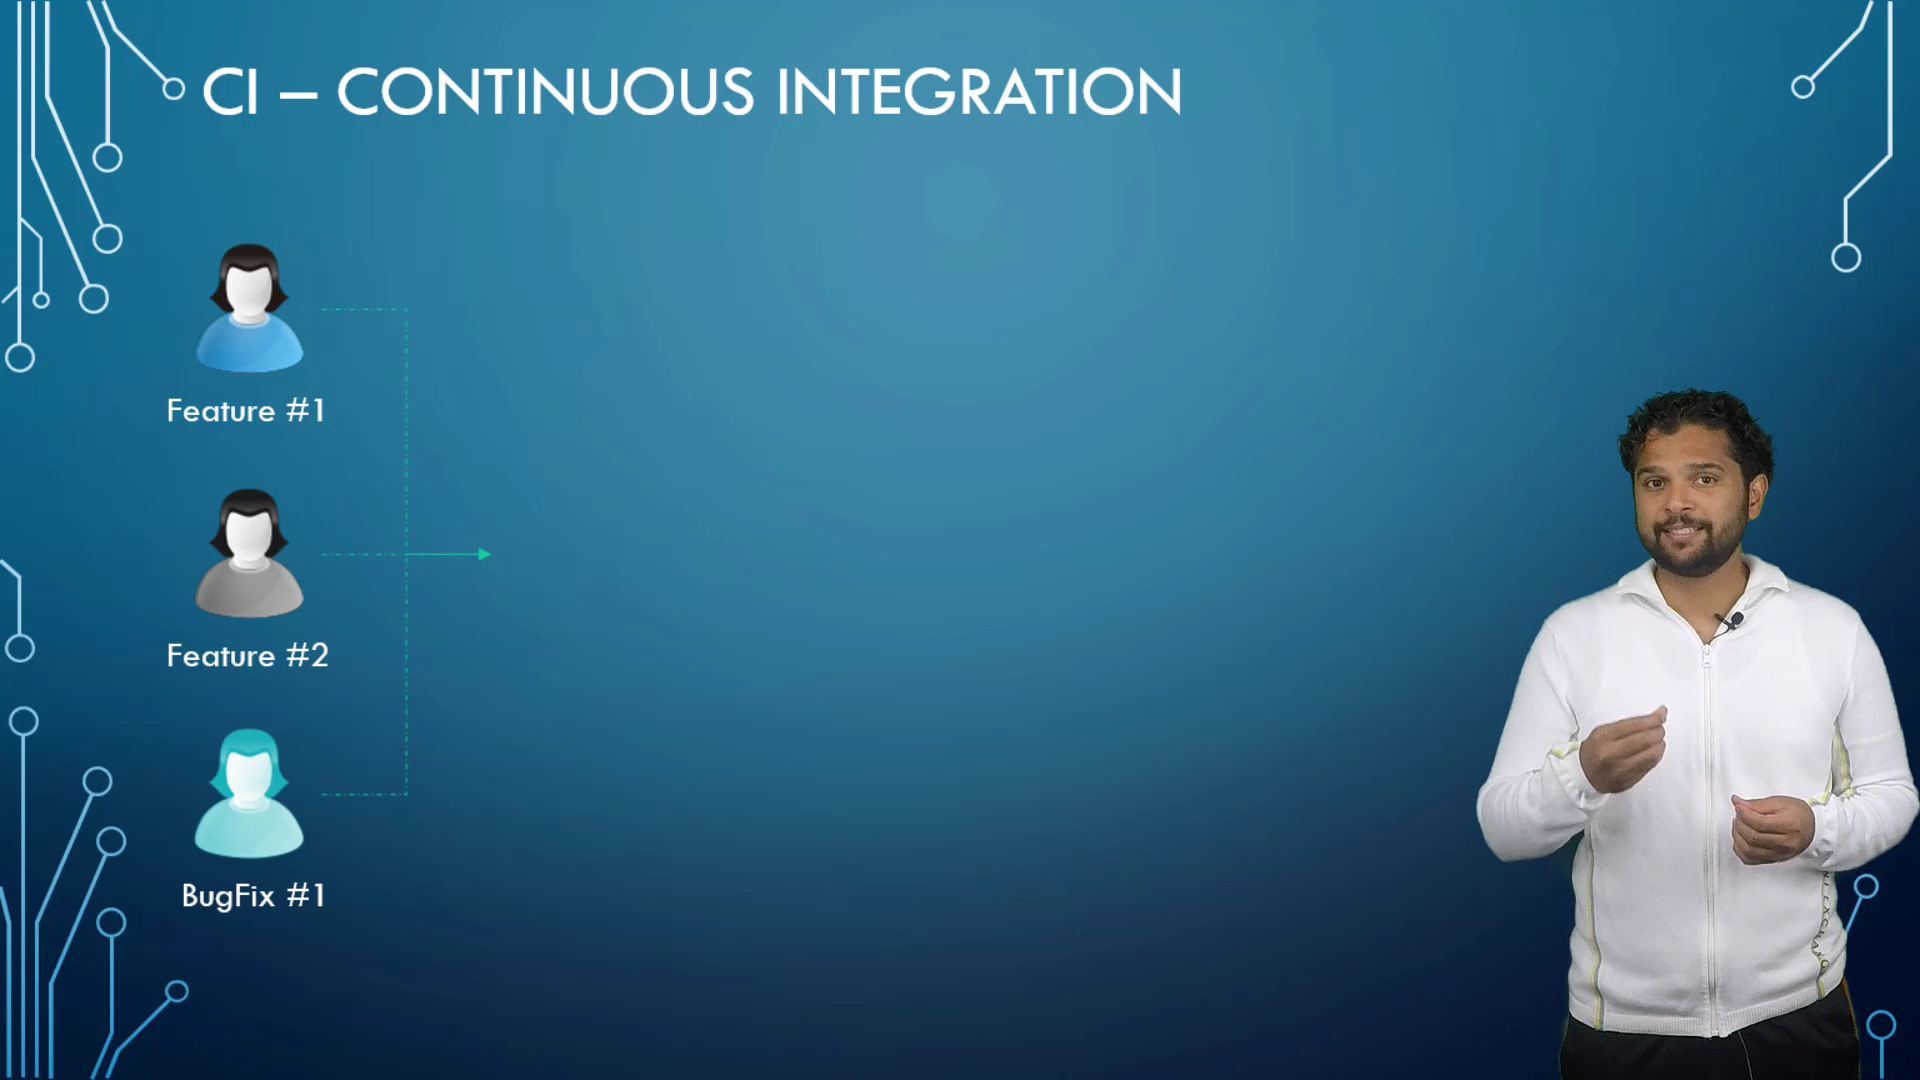 CI – CONTINUOUS INTEGRATION
Feature #1
Feature #2
BugFix #1